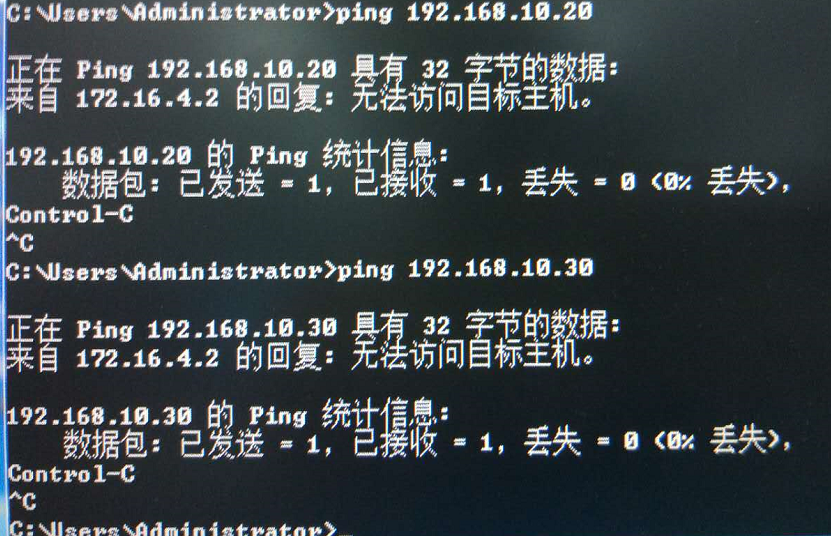 C:\Users\Administrator>ping 192.168.10.20
正在 Ping 192.168.10.20 具有 32 字节的数据:
来自 172.16.4.2 的回复: 无法访问目标主机。
192.168.10.20 的 Ping 统计信息:
数据包: 已发送 = 1, 已接收 = 1, 丢失 = 0 (0% 丢失),
Control-C
^C
C:\Users\Administrator>ping 192.168.10.30
正在 Ping 192.168.10.30 具有 32 字节的数据:
来自 172.16.4.2 的回复: 无法访问目标主机。
192.168.10.30 的 Ping 统计信息:
数据包: 已发送 = 1, 已接收 = 1, 丢失 = 0 (0% 丢失),
Control-C
^C
C:\Users\Administrator>_